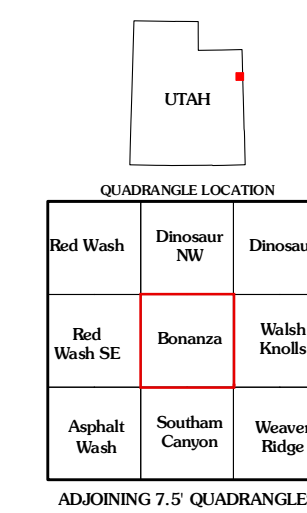 UTAH
QUADRANGLE LOCATION
Red Wash
Dinosaur
NW
Dinosau
Red
Wash SE
Bonanza
Walsh
Knolls
Asphalt
Wash
Southam
Canyon
Weaver
Ridge
ADJOINING 7.5' QUADRANGLE